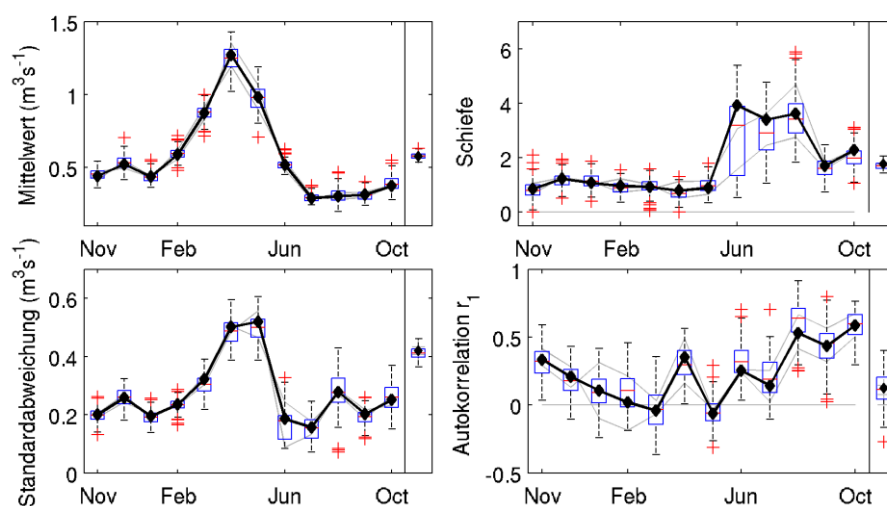 Mittelwert (m³s⁻¹)
1.5
1
0.5
Nov
Feb
Jun
Oct
Schiefe
6
4
2
0
Nov
Feb
Jun
Oct
Standardabweichung (m³s⁻¹)
0.6
0.4
0.2
0
Nov
Feb
Jun
Oct
Autokorrelation r₁
1
0.5
0
-0.5
Nov
Feb
Jun
Oct